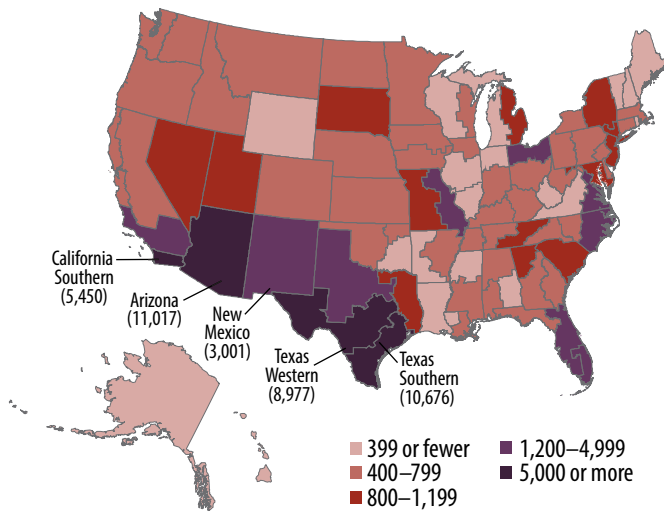 California
Southern
(5,450)
Arizona
(11,017)
New
Mexico
(3,001)
Texas
Western
(8,977)
Texas
Southern
(10,676)
399 or fewer
400–799
800–1,199
1,200–4,999
5,000 or more